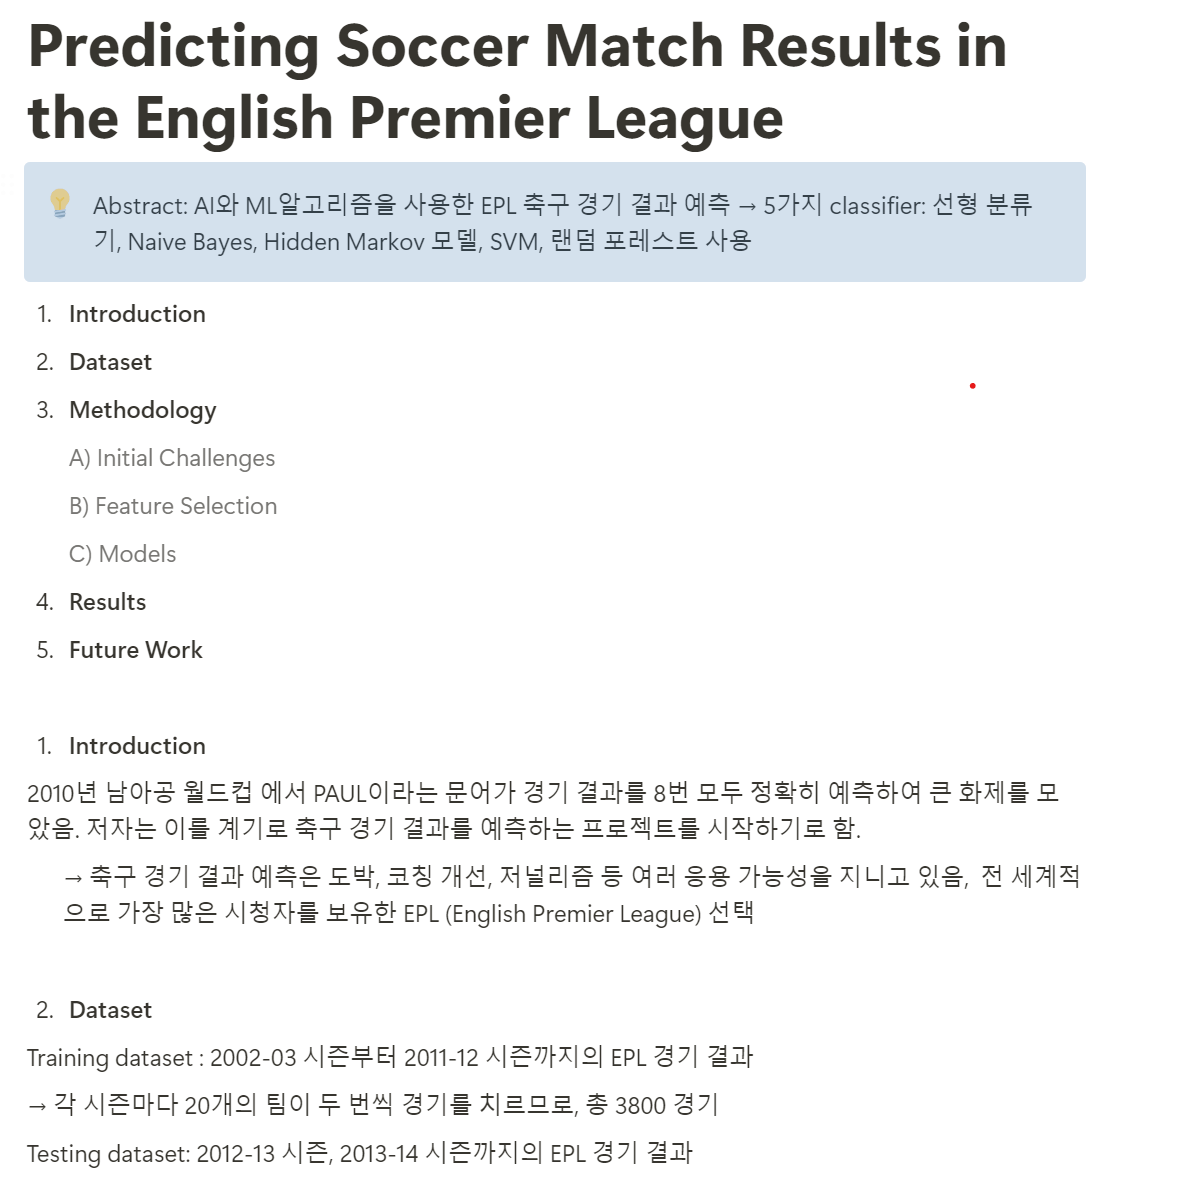 Predicting Soccer Match Results in
the English Premier League
Abstract: AI와 ML알고리즘을 사용한 EPL 축구 경기 결과 예측 → 5가지 classifier: 선형 분류
기, Naive Bayes, Hidden Markov 모델, SVM, 랜덤 포레스트 사용
1. Introduction
2. Dataset
3. Methodology
A) Initial Challenges
B) Feature Selection
C) Models
4. Results
5. Future Work
1. Introduction
2010년 남아공 월드컵 에서 PAUL이라는 문어가 경기 결과를 8번 모두 정확히 예측하여 큰 화제를 모
았음. 저자는 이를 계기로 축구 경기 결과를 예측하는 프로젝트를 시작하기로 함.
→ 축구 경기 결과 예측은 도박, 코칭 개선, 저널리즘 등 여러 응용 가능성을 지니고 있음, 전 세계적
으로 가장 많은 시청자를 보유한 EPL (English Premier League) 선택
2. Dataset
Training dataset : 2002-03 시즌부터 2011-12 시즌까지의 EPL 경기 결과
→ 각 시즌마다 20개의 팀이 두 번씩 경기를 치르므로, 총 3800 경기
Testing dataset: 2012-13 시즌, 2013-14 시즌까지의 EPL 경기 결과